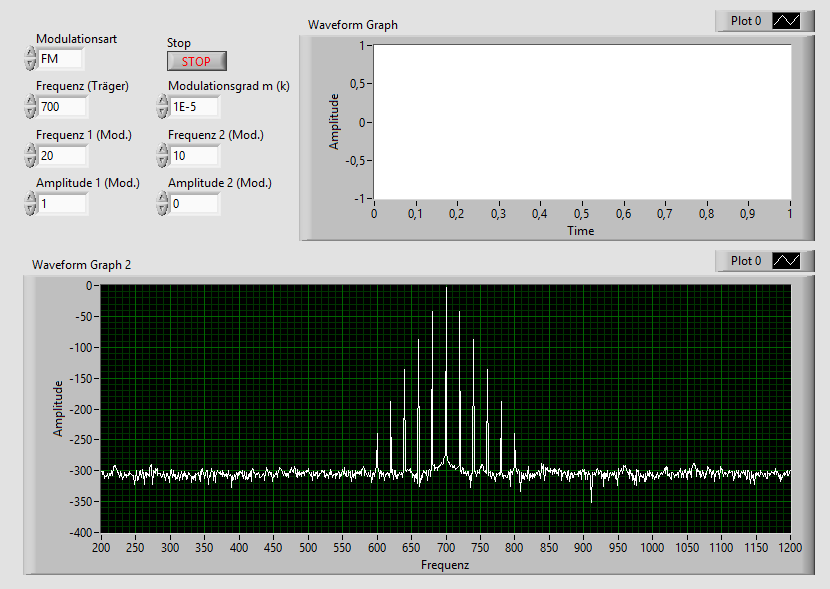 Modulationsart
FM
Stop
STOP
Frequenz (Träger)
700
Modulationsgrad m (k)
1E-5
Frequenz 1 (Mod.)
20
Frequenz 2 (Mod.)
10
Amplitude 1 (Mod.)
1
Amplitude 2 (Mod.)
0
Waveform Graph
Plot 0
Amplitude
1
0,5
0
-0,5
-1
0 0,1 0,2 0,3 0,4 0,5 0,6 0,7 0,8 0,9 1
Time
Waveform Graph 2
Plot 0
Amplitude
0
-50
-100
-150
-200
-250
-300
-350
-400
200 250 300 350 400 450 500 550 600 650 700 750 800 850 900 950 1000 1050 1100 1150 1200
Frequenz